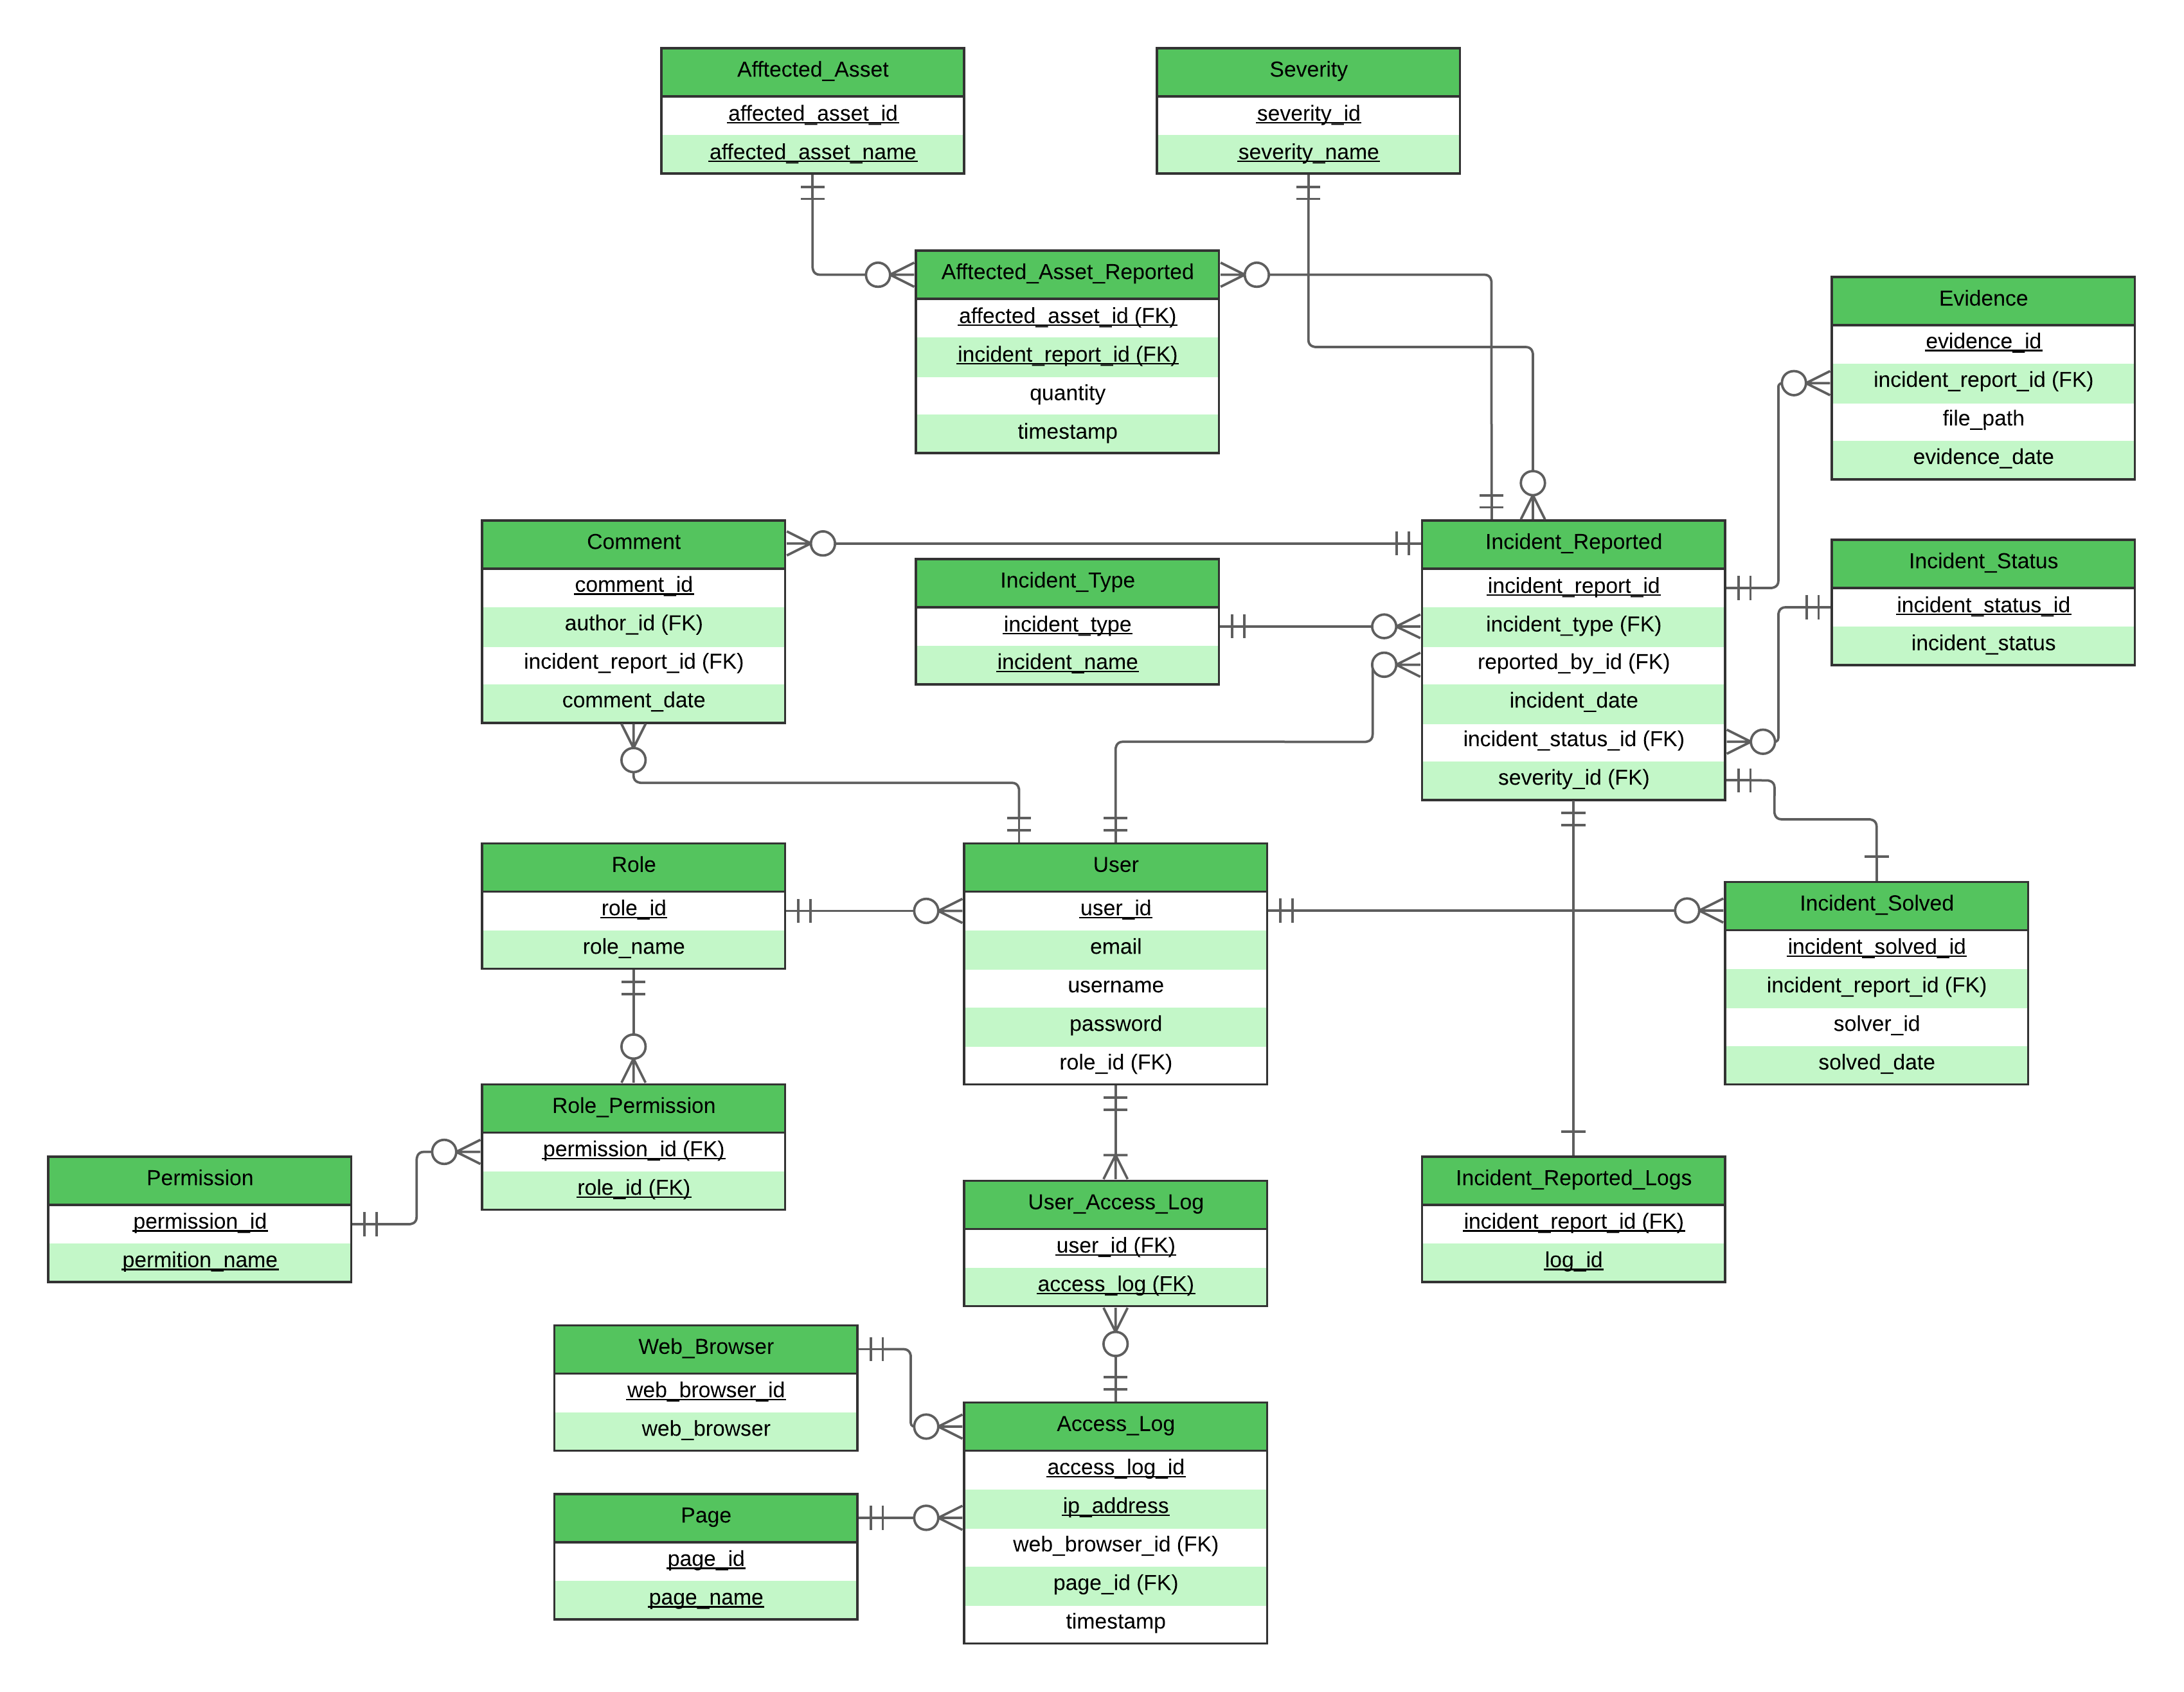 Afftected_Asset
affected_asset_id
affected_asset_name
Severity
severity_id
severity_name
Afftected_Asset_Reported
affected_asset_id (FK)
incident_report_id (FK)
quantity
timestamp
Evidence
evidence_id
incident_report_id (FK)
file_path
evidence_date
Comment
comment_id
author_id (FK)
incident_report_id (FK)
comment_date
Incident_Type
incident_type
incident_name
Incident_Reported
incident_report_id
incident_type (FK)
reported_by_id (FK)
incident_date
incident_status_id (FK)
severity_id (FK)
Incident_Status
incident_status_id
incident_status
Role
role_id
role_name
User
user_id
email
username
password
role_id (FK)
Incident_Solved
incident_solved_id
incident_report_id (FK)
solver_id
solved_date
Role_Permission
permission_id (FK)
role_id (FK)
Permission
permission_id
permition_name
User_Access_Log
user_id (FK)
access_log (FK)
Incident_Reported_Logs
incident_report_id (FK)
log_id
Web_Browser
web_browser_id
web_browser
Access_Log
access_log_id
ip_address
web_browser_id (FK)
page_id (FK)
timestamp
Page
page_id
page_name